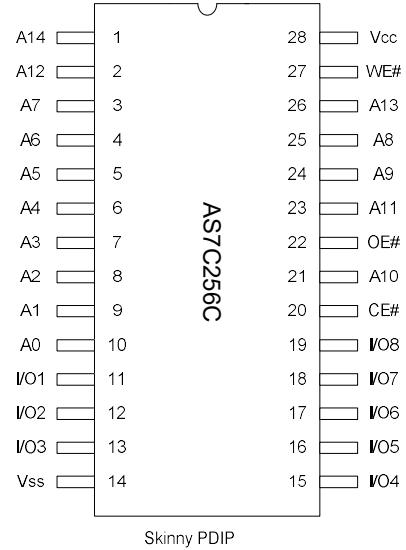 A14 1 28 Vcc
A12 2 27 WE#
A7 3 26 A13
A6 4 25 A8
A5 5 24 A9
A4 6 23 A11
A3 7 22 OE#
A2 8 21 A10
A1 9 20 CE#
A0 10 19 I/O8
I/O1 11 18 I/O7
I/O2 12 17 I/O6
I/O3 13 16 I/O5
Vss 14 15 I/O4
AS7C256C
Skinny PDIP